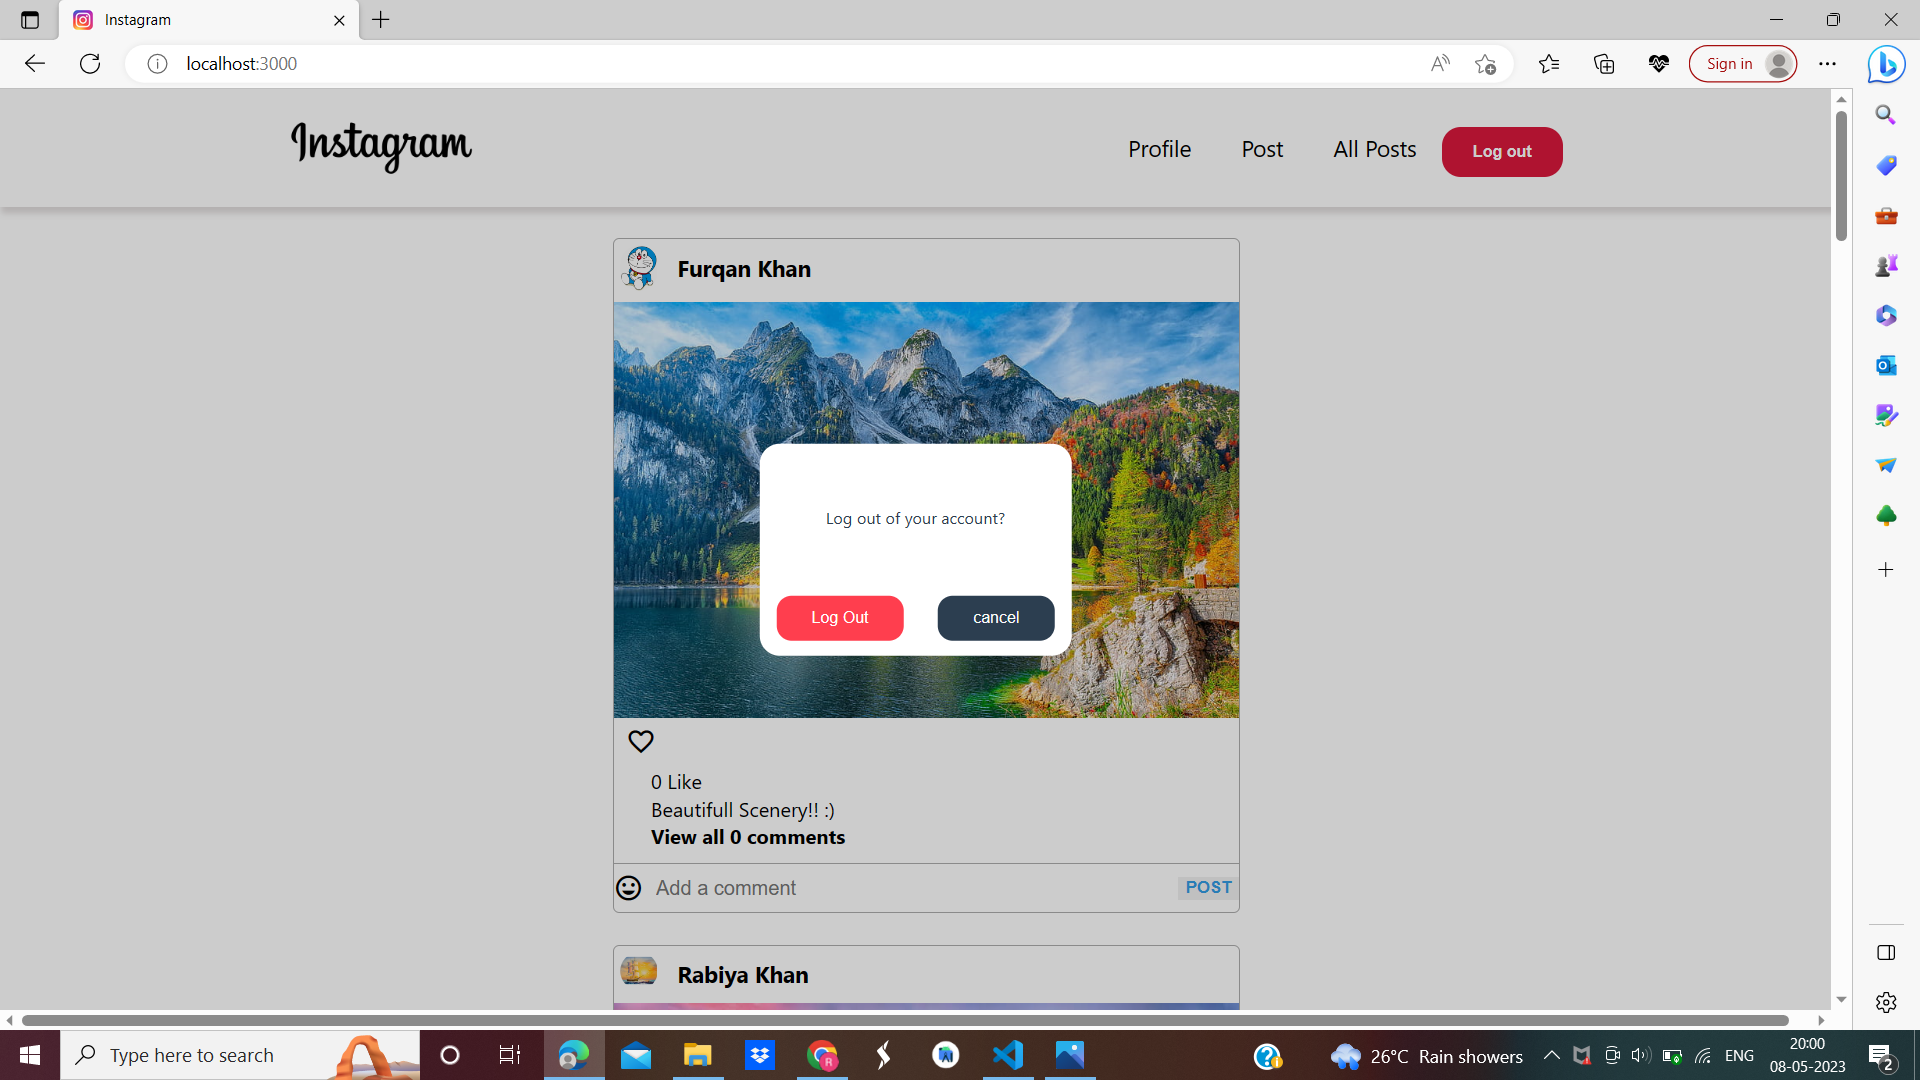 Instagram
localhost:3000
Sign in
Instagram
Profile
Post
All Posts
Log out
Furqan Khan
Log out of your account?
Log Out
cancel
0 Like
Beautifull Scenery!! :)
View all 0 comments
Add a comment
POST
Rabiya Khan
Type here to search
26°C Rain showers
ENG
20:00
08-05-2023
2